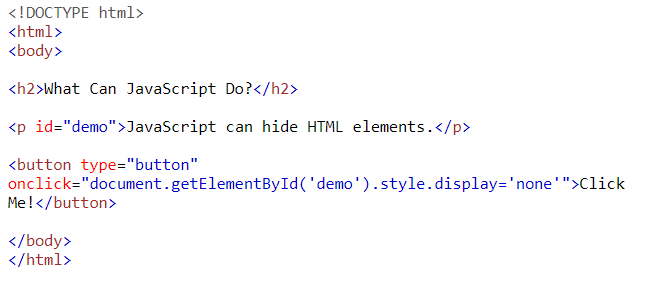 <!DOCTYPE html>
<html>
<body>
<h2>What Can JavaScript Do?</h2>
<p id="demo">JavaScript can hide HTML elements.</p>
<button type="button"
onclick="document.getElementById('demo').style.display='none'">Click
Me!</button>
</body>
</html>